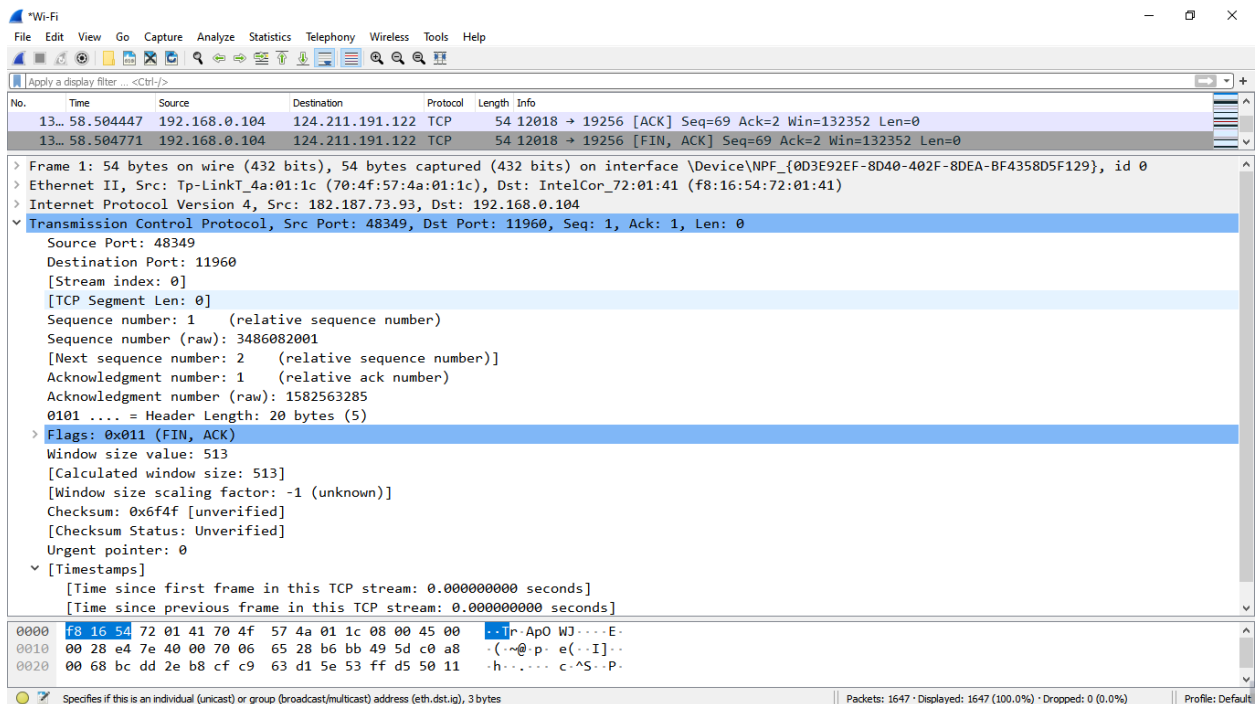 *Wi-Fi
File Edit View Go Capture Analyze Statistics Telephony Wireless Tools Help
Apply a display filter ... <Ctrl-/>
No. Time Source Destination Protocol Length Info
13… 58.504447 192.168.0.104 124.211.191.122 TCP 54 12018 → 19256 [ACK] Seq=69 Ack=2 Win=132352 Len=0
13… 58.504771 192.168.0.104 124.211.191.122 TCP 54 12018 → 19256 [FIN, ACK] Seq=69 Ack=2 Win=132352 Len=0
Frame 1: 54 bytes on wire (432 bits), 54 bytes captured (432 bits) on interface \Device\NPF_{0D3E92EF-8D40-402F-8DEA-BF4358D5F129}, id 0
Ethernet II, Src: Tp-LinkT_4a:01:1c (70:4f:57:4a:01:1c), Dst: IntelCor_72:01:41 (f8:16:54:72:01:41)
Internet Protocol Version 4, Src: 182.187.73.93, Dst: 192.168.0.104
Transmission Control Protocol, Src Port: 48349, Dst Port: 11960, Seq: 1, Ack: 1, Len: 0
Source Port: 48349
Destination Port: 11960
[Stream index: 0]
[TCP Segment Len: 0]
Sequence number: 1 (relative sequence number)
Sequence number (raw): 3486082001
[Next sequence number: 2 (relative sequence number)]
Acknowledgment number: 1 (relative ack number)
Acknowledgment number (raw): 1582563285
0101 .... = Header Length: 20 bytes (5)
Flags: 0x011 (FIN, ACK)
Window size value: 513
[Calculated window size: 513]
[Window size scaling factor: -1 (unknown)]
Checksum: 0x6f4f [unverified]
[Checksum Status: Unverified]
Urgent pointer: 0
[Timestamps]
[Time since first frame in this TCP stream: 0.000000000 seconds]
[Time since previous frame in this TCP stream: 0.000000000 seconds]
0000 f8 16 54 72 01 41 70 4f 57 4a 01 1c 08 00 45 00 ··Tr·ApO WJ····E·
0010 00 28 e4 7e 40 00 70 06 65 28 b6 bb 49 5d c0 a8 ·(·~@·p· e(··I]··
0020 00 68 bc dd 2e b8 cf c9 63 d1 5e 53 ff d5 50 11 ·h··.··· c·^S··P·
Specifies if this is an individual (unicast) or group (broadcast/multicast) address (eth.dst.ig), 3 bytes Packets: 1647 · Displayed: 1647 (100.0%) · Dropped: 0 (0.0%) Profile: Default